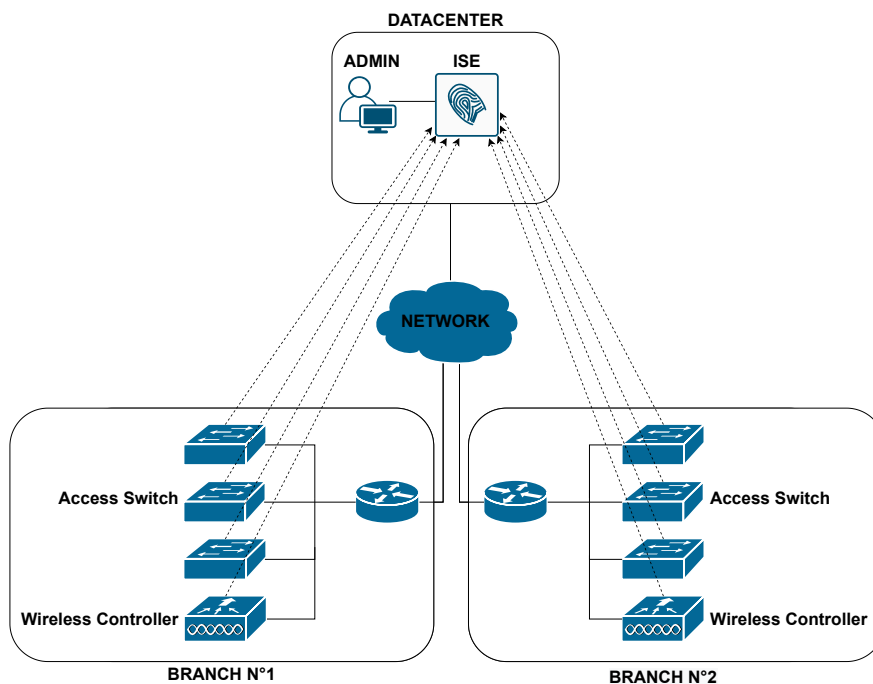 DATACENTER
ADMIN
ISE
NETWORK
Access Switch
Access Switch
Wireless Controller
Wireless Controller
BRANCH N°1
BRANCH N°2